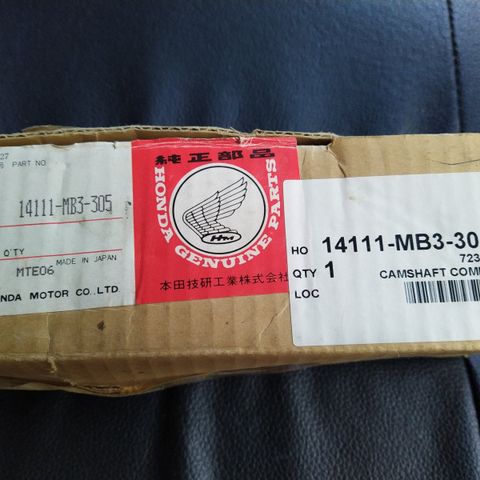 27
PART NO
14111-MB3-305
Q'TY
MADE IN JAPAN
MTE06
NDA MOTOR CO.,LTD.
純正部品
HONDA GENUINE PARTS
HM
本田技研工業株式会社
HO 14111-MB3-30
723
QTY 1 CAMSHAFT COM
LOC